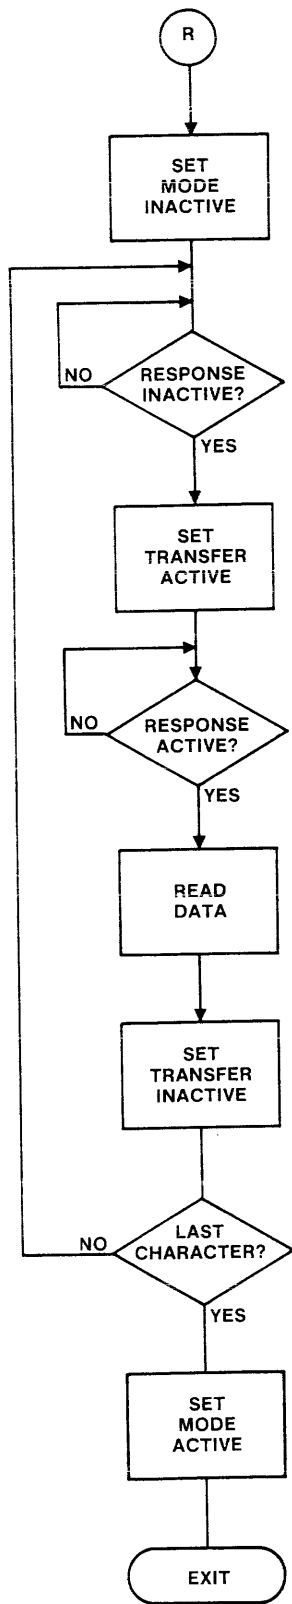 R
SET
MODE
INACTIVE
RESPONSE
INACTIVE?
NO
YES
SET
TRANSFER
ACTIVE
NO
RESPONSE
ACTIVE?
YES
READ
DATA
SET
TRANSFER
INACTIVE
NO
LAST
CHARACTER?
YES
SET
MODE
ACTIVE
EXIT